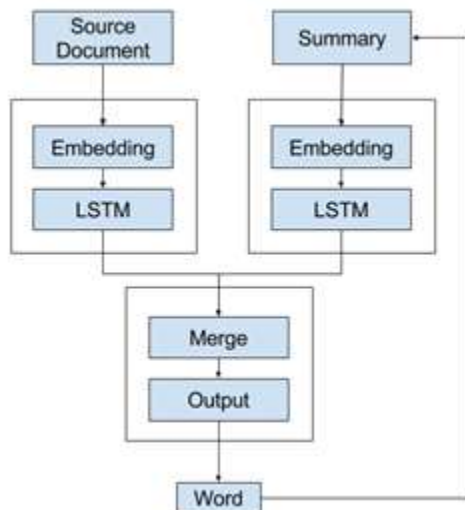 Source
Document
Summary
Embedding
Embedding
LSTM
LSTM
Merge
Output
Word